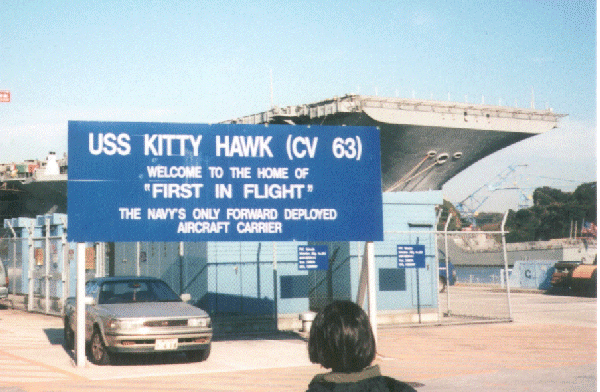 USS KITTY HAWK (CV 63)
WELCOME TO THE HOME OF
"FIRST IN FLIGHT"
THE NAVY'S ONLY FORWARD DEPLOYED
AIRCRAFT CARRIER